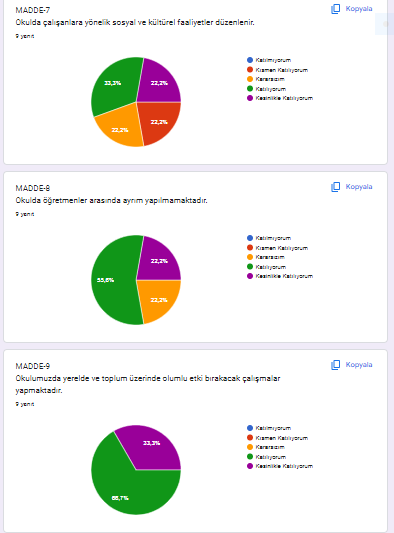 MADDE-7
Kopyala
Okulda çalışanlara yönelik sosyal ve kültürel faaliyetler düzenlenir.
9 yanıt
Katılmıyorum
Kısmen Katılıyorum
Kararsızım
Katılıyorum
Kesinlikle Katılıyorum
33,3%
22,2%
22,2%
22,2%
MADDE-8
Kopyala
Okulda öğretmenler arasında ayrım yapılmamaktadır.
9 yanıt
Katılmıyorum
Kısmen Katılıyorum
Kararsızım
Katılıyorum
Kesinlikle Katılıyorum
22,2%
55,6%
22,2%
MADDE-9
Kopyala
Okulumuzda yerelde ve toplum üzerinde olumlu etki bırakacak çalışmalar
yapmaktadır.
9 yanıt
Katılmıyorum
Kısmen Katılıyorum
Kararsızım
Katılıyorum
Kesinlikle Katılıyorum
33,3%
66,7%